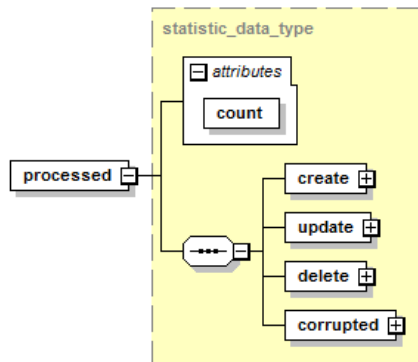 statistic_data_type
attributes
count
processed
create
update
delete
corrupted